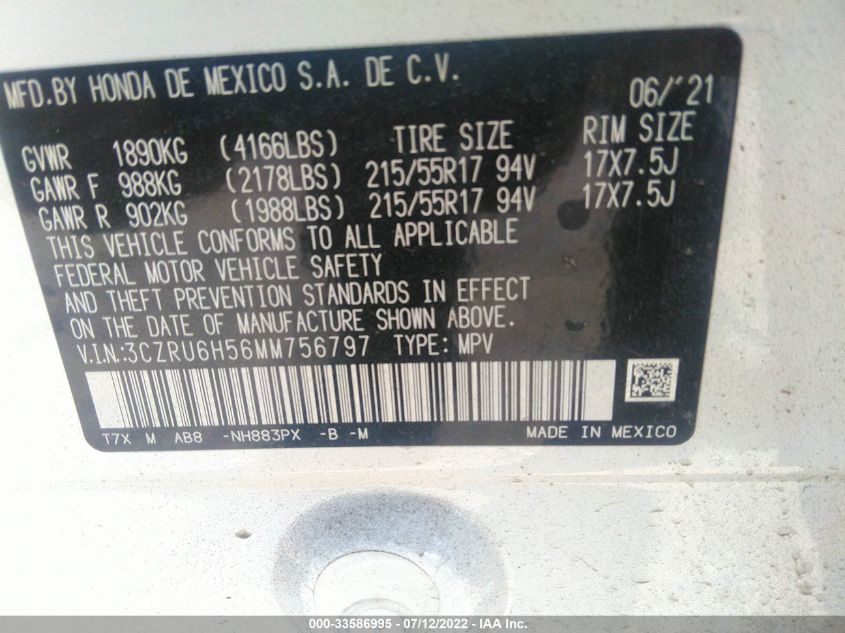 MFD.BY HONDA DE MEXICO S.A. DE C.V. 06/'21
GVWR 1890KG (4166LBS) TIRE SIZE RIM SIZE
GAWR F 988KG (2178LBS) 215/55R17 94V 17X7.5J
GAWR R 902KG (1988LBS) 215/55R17 94V 17X7.5J
THIS VEHICLE CONFORMS TO ALL APPLICABLE
FEDERAL MOTOR VEHICLE SAFETY
AND THEFT PREVENTION STANDARDS IN EFFECT
ON THE DATE OF MANUFACTURE SHOWN ABOVE.
V.I.N.:3CZRU6H56MM756797 TYPE: MPV
T7X M AB8 -NH883PX -B -M MADE IN MEXICO
000-33586995 - 07/12/2022 - IAA Inc.